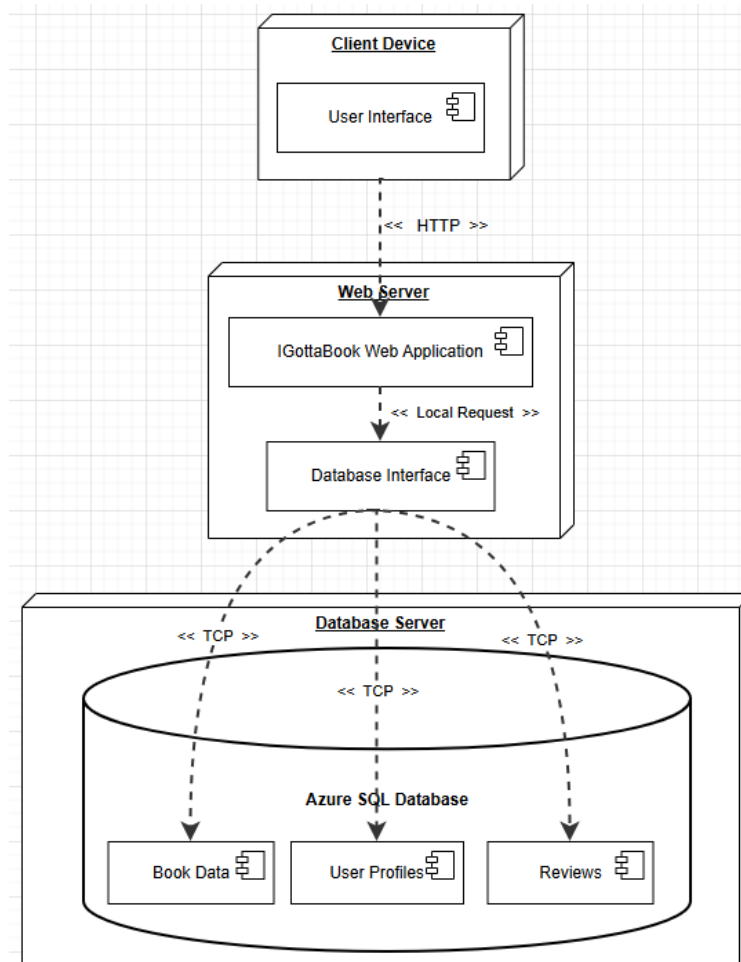 Client Device
User Interface
<< HTTP >>
Web Server
IGottaBook Web Application
<< Local Request >>
Database Interface
Database Server
<< TCP >>
<< TCP >>
<< TCP >>
Azure SQL Database
Book Data
User Profiles
Reviews